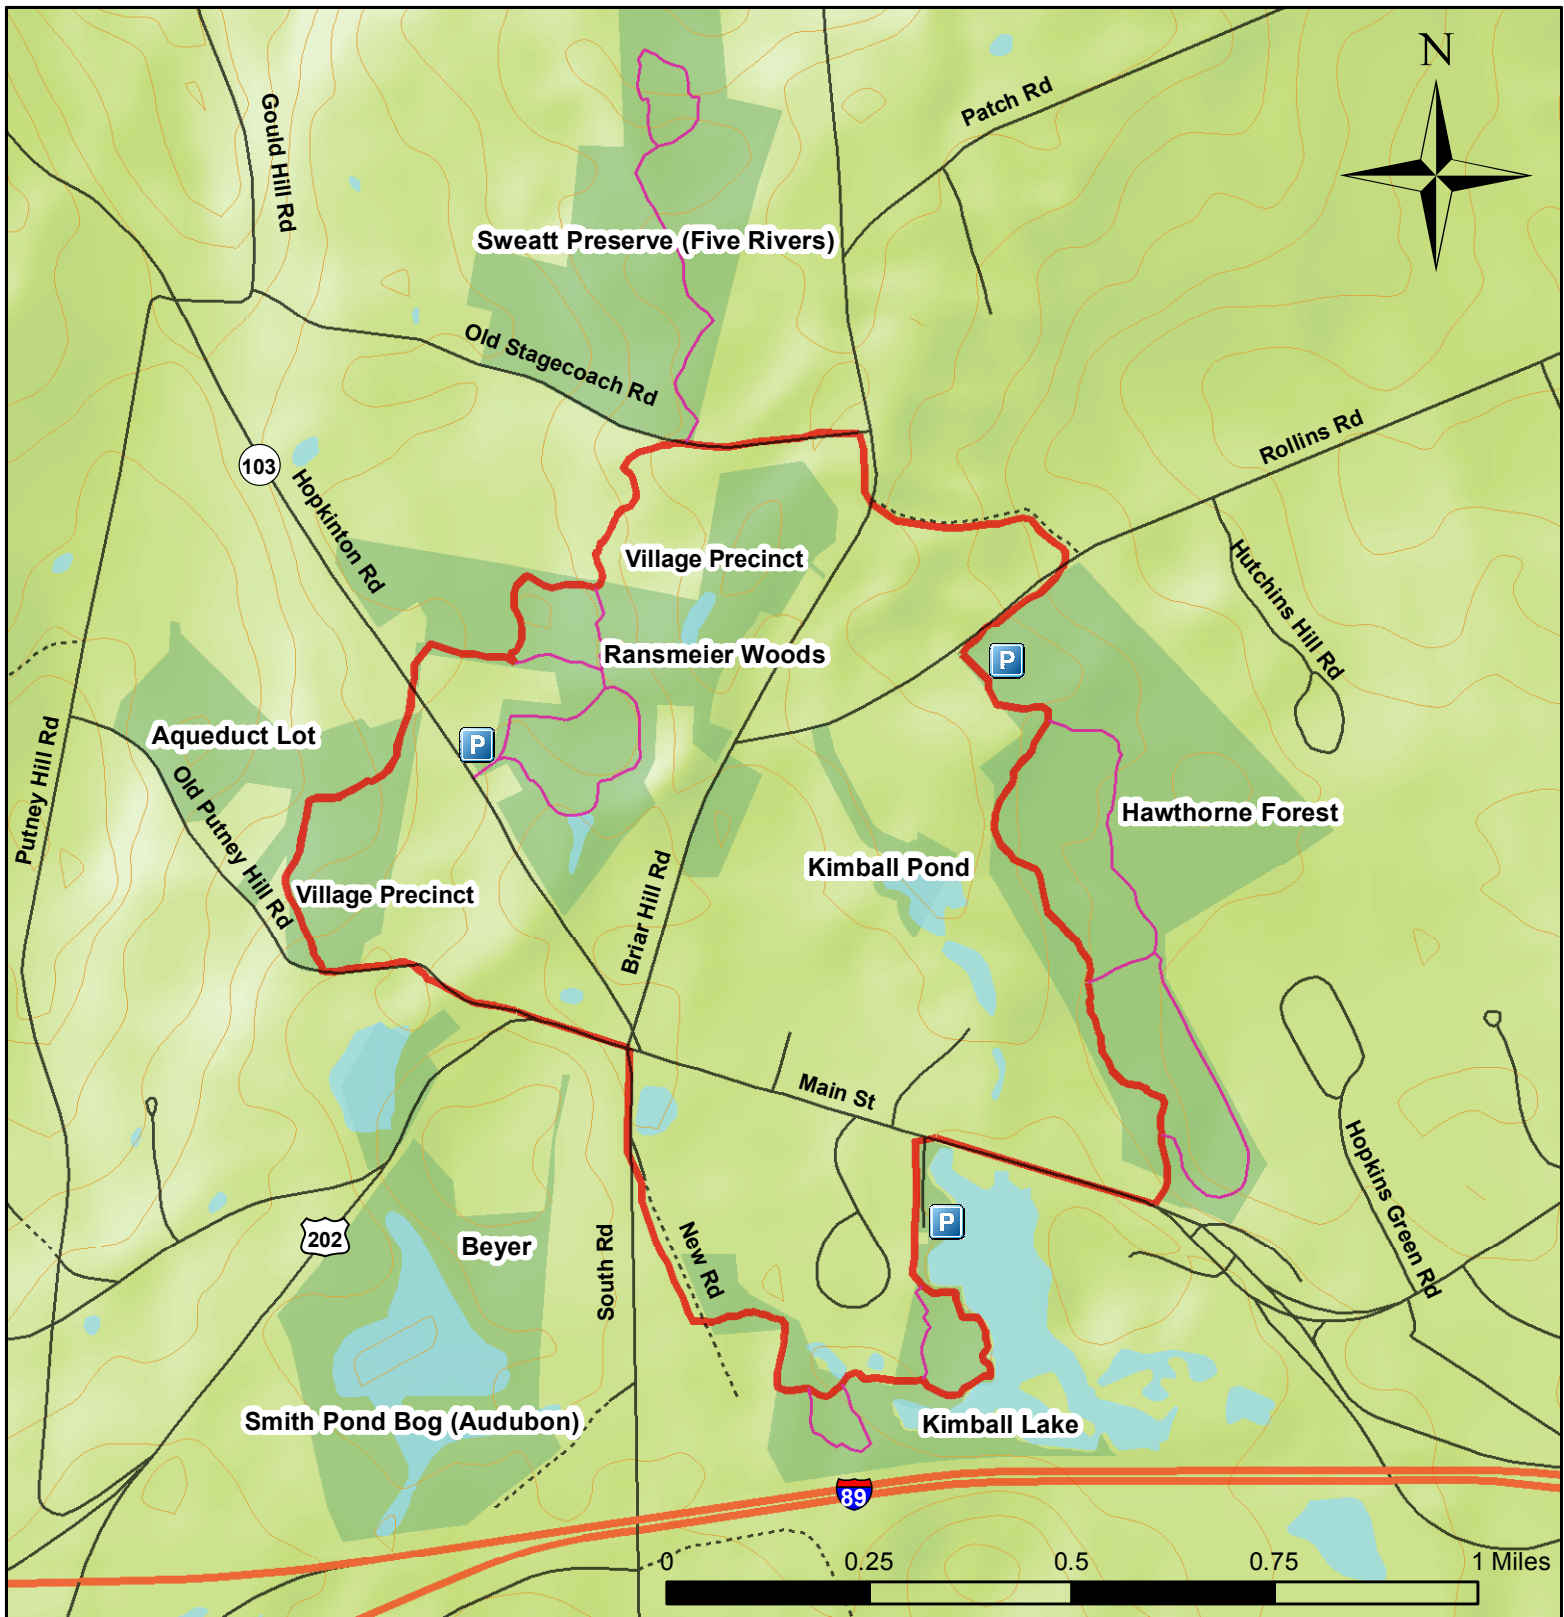 N
Patch Rd
Gould Hill Rd
Sweatt Preserve (Five Rivers)
Old Stagecoach Rd
Rollins Rd
103
Hopkinton Rd
Village Precinct
Hutchins Hill Rd
Ransmeier Woods
P
Aqueduct Lot
P
Putney Hill Rd
Old Putney Hill Rd
Hawthorne Forest
Kimball Pond
Village Precinct
Briar Hill Rd
Main St
Hopkins Green Rd
P
202
Beyer
South Rd
New Rd
Smith Pond Bog (Audubon)
Kimball Lake
89
0 0.25 0.5 0.75 1 Miles